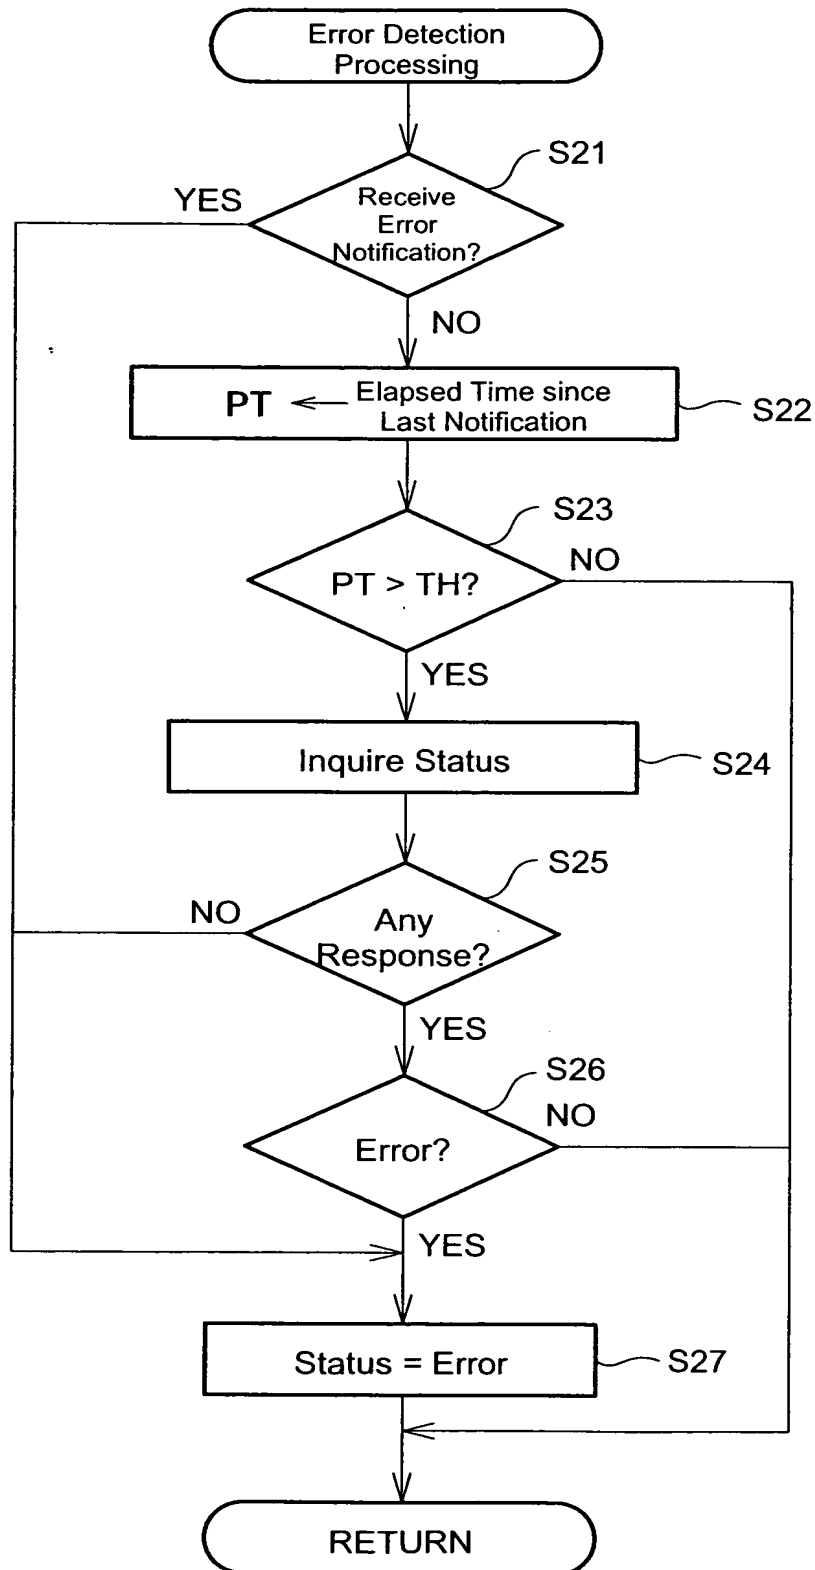 Error Detection
Processing
S21
YES
Receive
Error
Notification?
NO
PT
Elapsed Time since
Last Notification
S22
S23
NO
PT > TH?
YES
Inquire Status
S24
S25
NO
Any
Response?
YES
S26
NO
Error?
YES
Status = Error
S27
RETURN